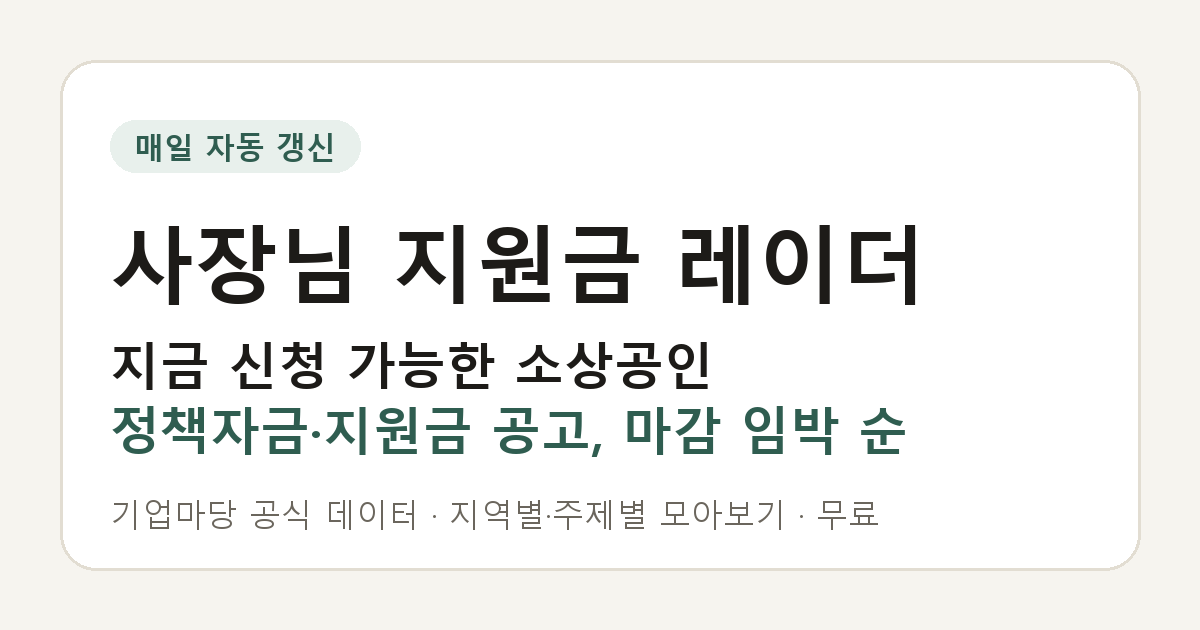 매일 자동 갱신
사장님 지원금 레이더
지금 신청 가능한 소상공인
정책자금·지원금 공고, 마감 임박 순
기업마당 공식 데이터 · 지역별·주제별 모아보기 · 무료